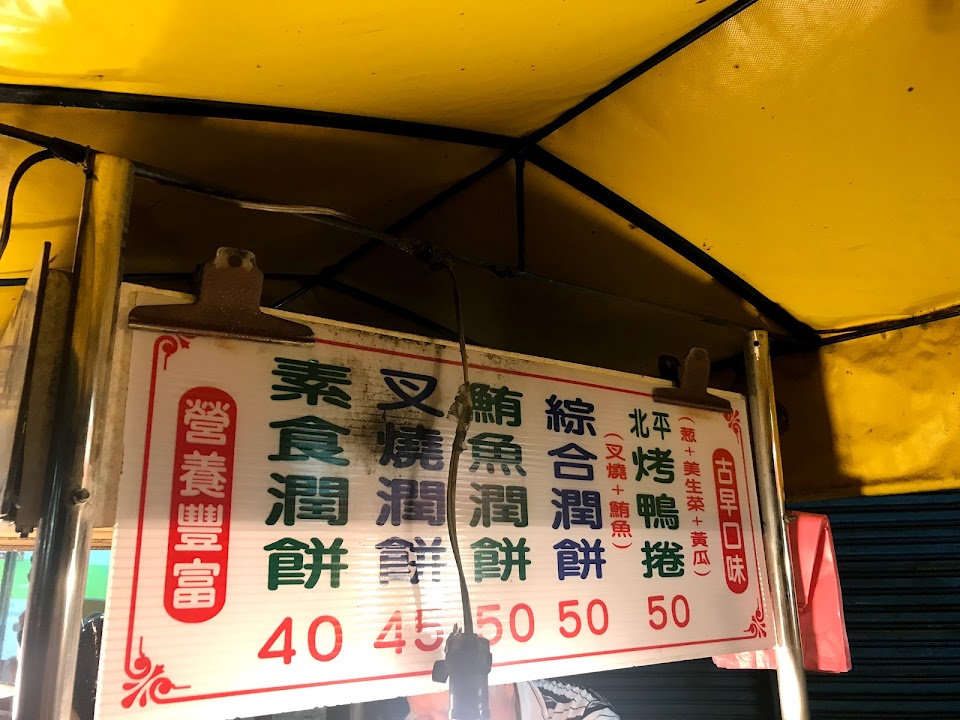 古早口味
北平烤鴨捲
(葱+美生菜+黃瓜)
50
綜合潤餅
(叉燒+鮪魚)
50
鮪魚潤餅
50
叉燒潤餅
45
素食潤餅
40
營養豐富